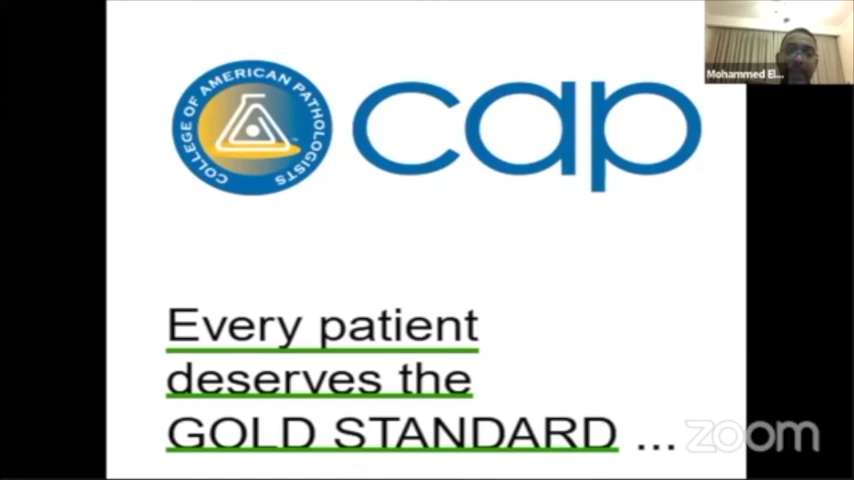 COLLEGE OF AMERICAN PATHOLOGISTS
cap
Mohammed El...
Every patient
deserves the
GOLD STANDARD ...
zoom